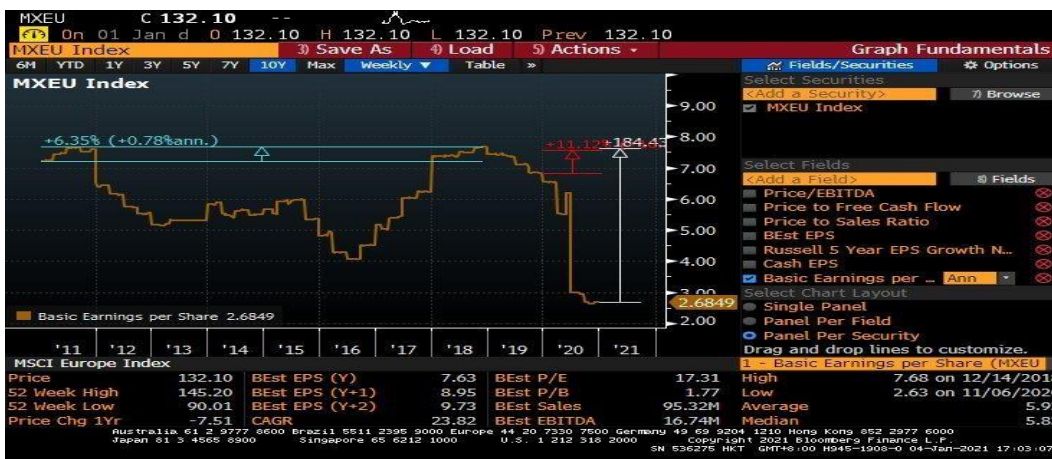 MXEU C 132.10 --
On 01 Jan d O 132.10 H 132.10 L 132.10 Prev 132.10
MXEU Index 3) Save As 4) Load 5) Actions Graph Fundamentals
6M YTD 1Y 3Y 5Y 7Y 10Y Max Weekly ▼ Table » Fields/Securities Options
MXEU Index
Select Securities
<Add a Security> 7) Browse
MXEU Index
9.00
8.00
+6.35% (+0.78%ann.)
+184.43
7.00
6.00
5.00
4.00
3.00
2.6849
2.00
Select Fields
<Add a Field> 8) Fields
Price/EBITDA
Price to Free Cash Flow
Price to Sales Ratio
BEst EPS
Russell 5 Year EPS Growth N...
Cash EPS
Basic Earnings per … Ann
Select Chart Layout
Single Panel
Panel Per Field
Panel Per Security
Drag and drop lines to customize.
Basic Earnings per Share 2.6849
'11 '12 '13 '14 '15 '16 '17 '18 '19 '20 '21
MSCI Europe Index
Price 132.10 BEst EPS (Y) 7.63 BEst P/E 17.31
52 Week High 145.20 BEst EPS (Y+1) 8.95 BEst P/B 1.77
52 Week Low 90.01 BEst EPS (Y+2) 9.73 BEst Sales 95.32M
Price Chg 1Yr -7.51 CAGR 23.82 BEst EBITDA 16.74M
1 - Basic Earnings per Share (MXEU
High 7.68 on 12/14/201
Low 2.63 on 11/06/202
Average 5.9
Median 5.8
Australia 61 2 9777 8600 Brazil 5511 2395 9000 Europe 44 20 7330 7500 Germany 49 69 9204 1210 Hong Kong 852 2977 6000
Japan 81 3 4565 8900 Singapore 65 6212 1000 U.S. 1 212 318 2000 Copyright 2021 Bloomberg Finance L.P.
SN 536275 HKT GMT+8:00 H945-1908-0 04-Jan-2021 17:03:07